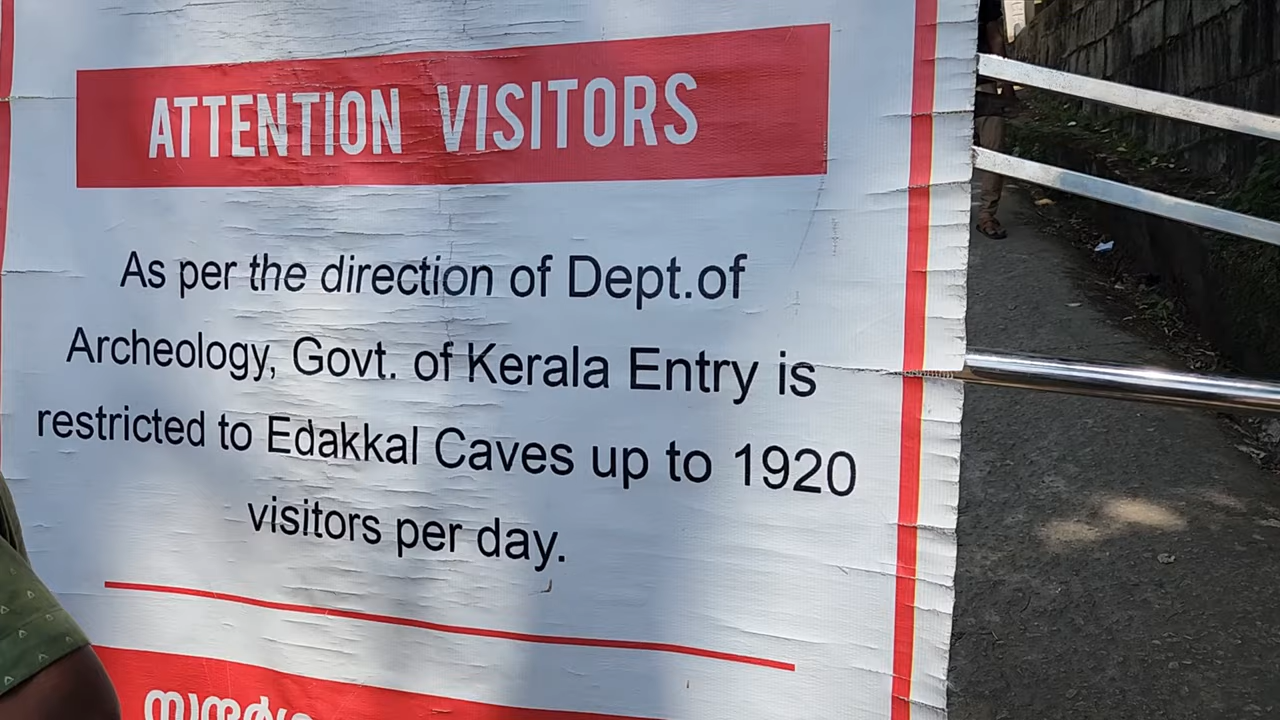 ATTENTION VISITORS
As per the direction of Dept.of
Archeology, Govt. of Kerala Entry is
restricted to Edakkal Caves up to 1920
visitors per day.